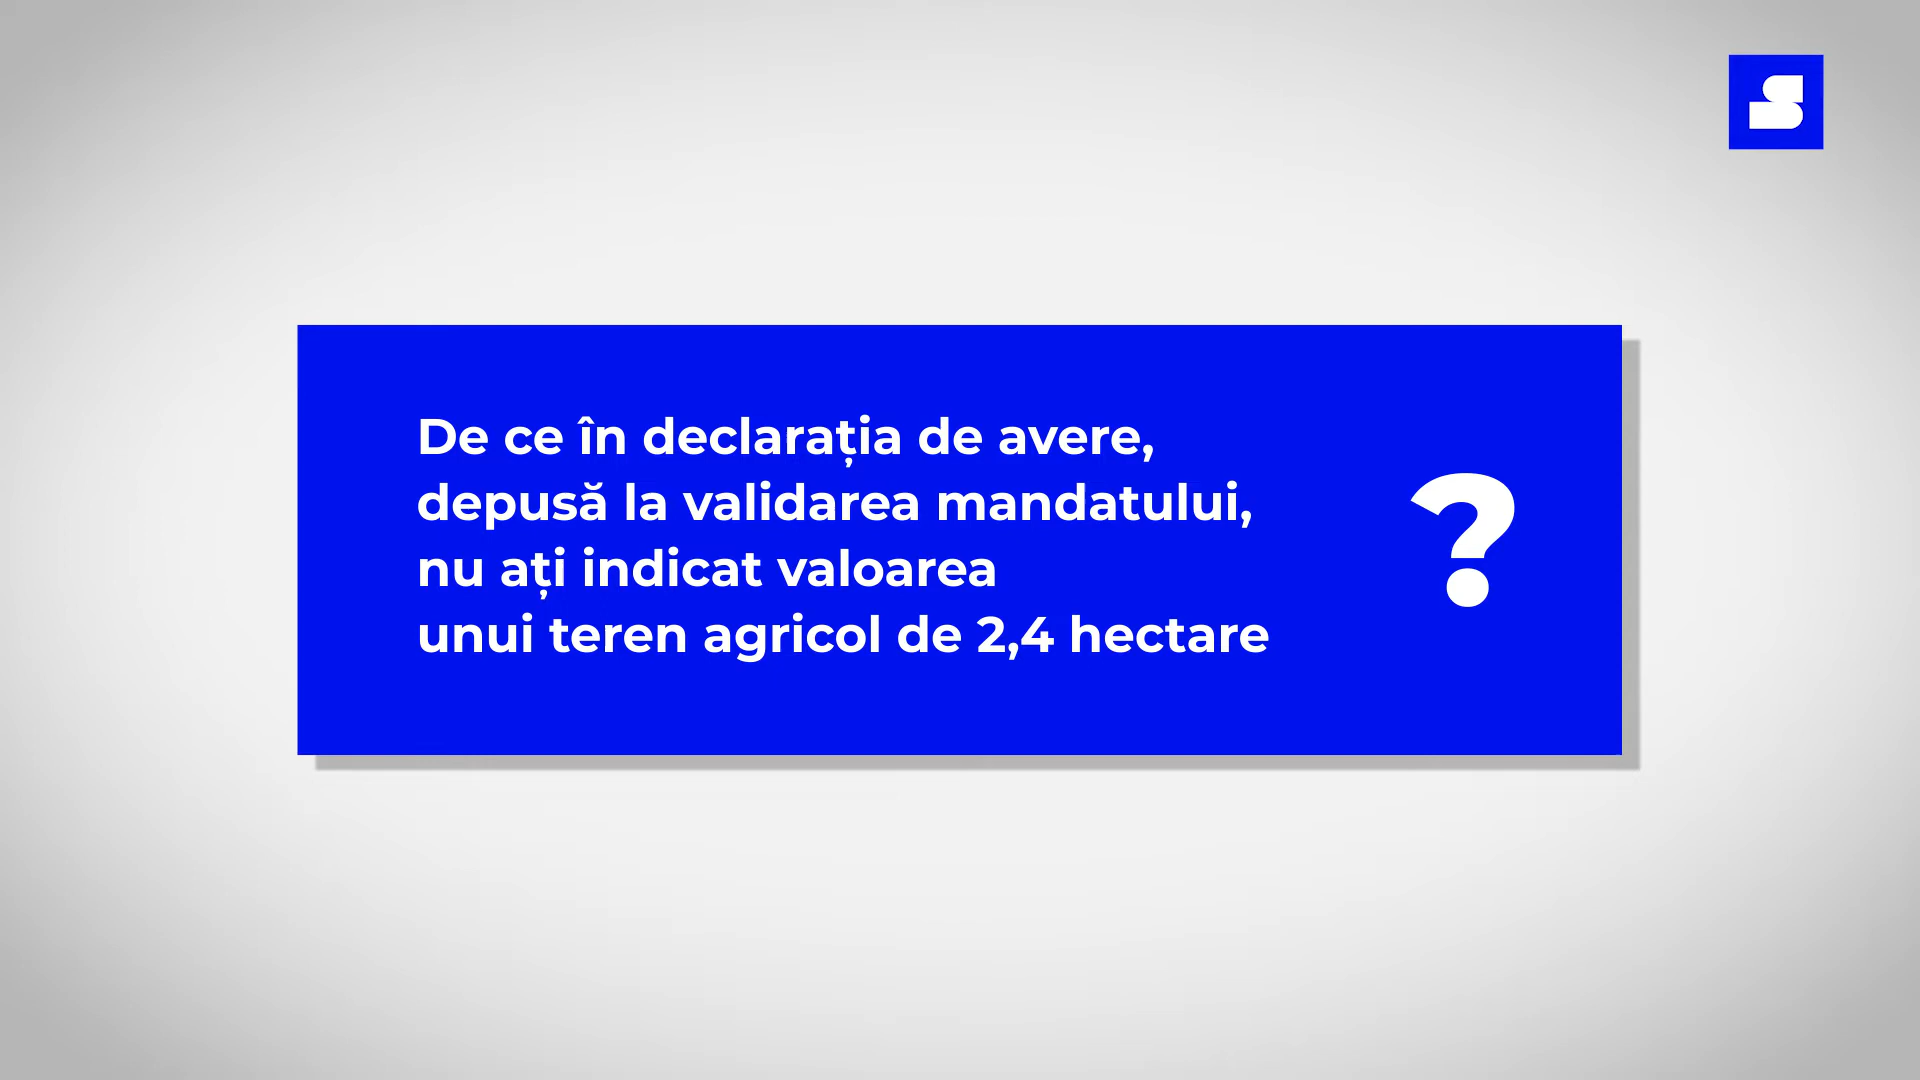 De ce în declarația de avere,
depusă la validarea mandatului,
nu ați indicat valoarea
unui teren agricol de 2,4 hectare
?